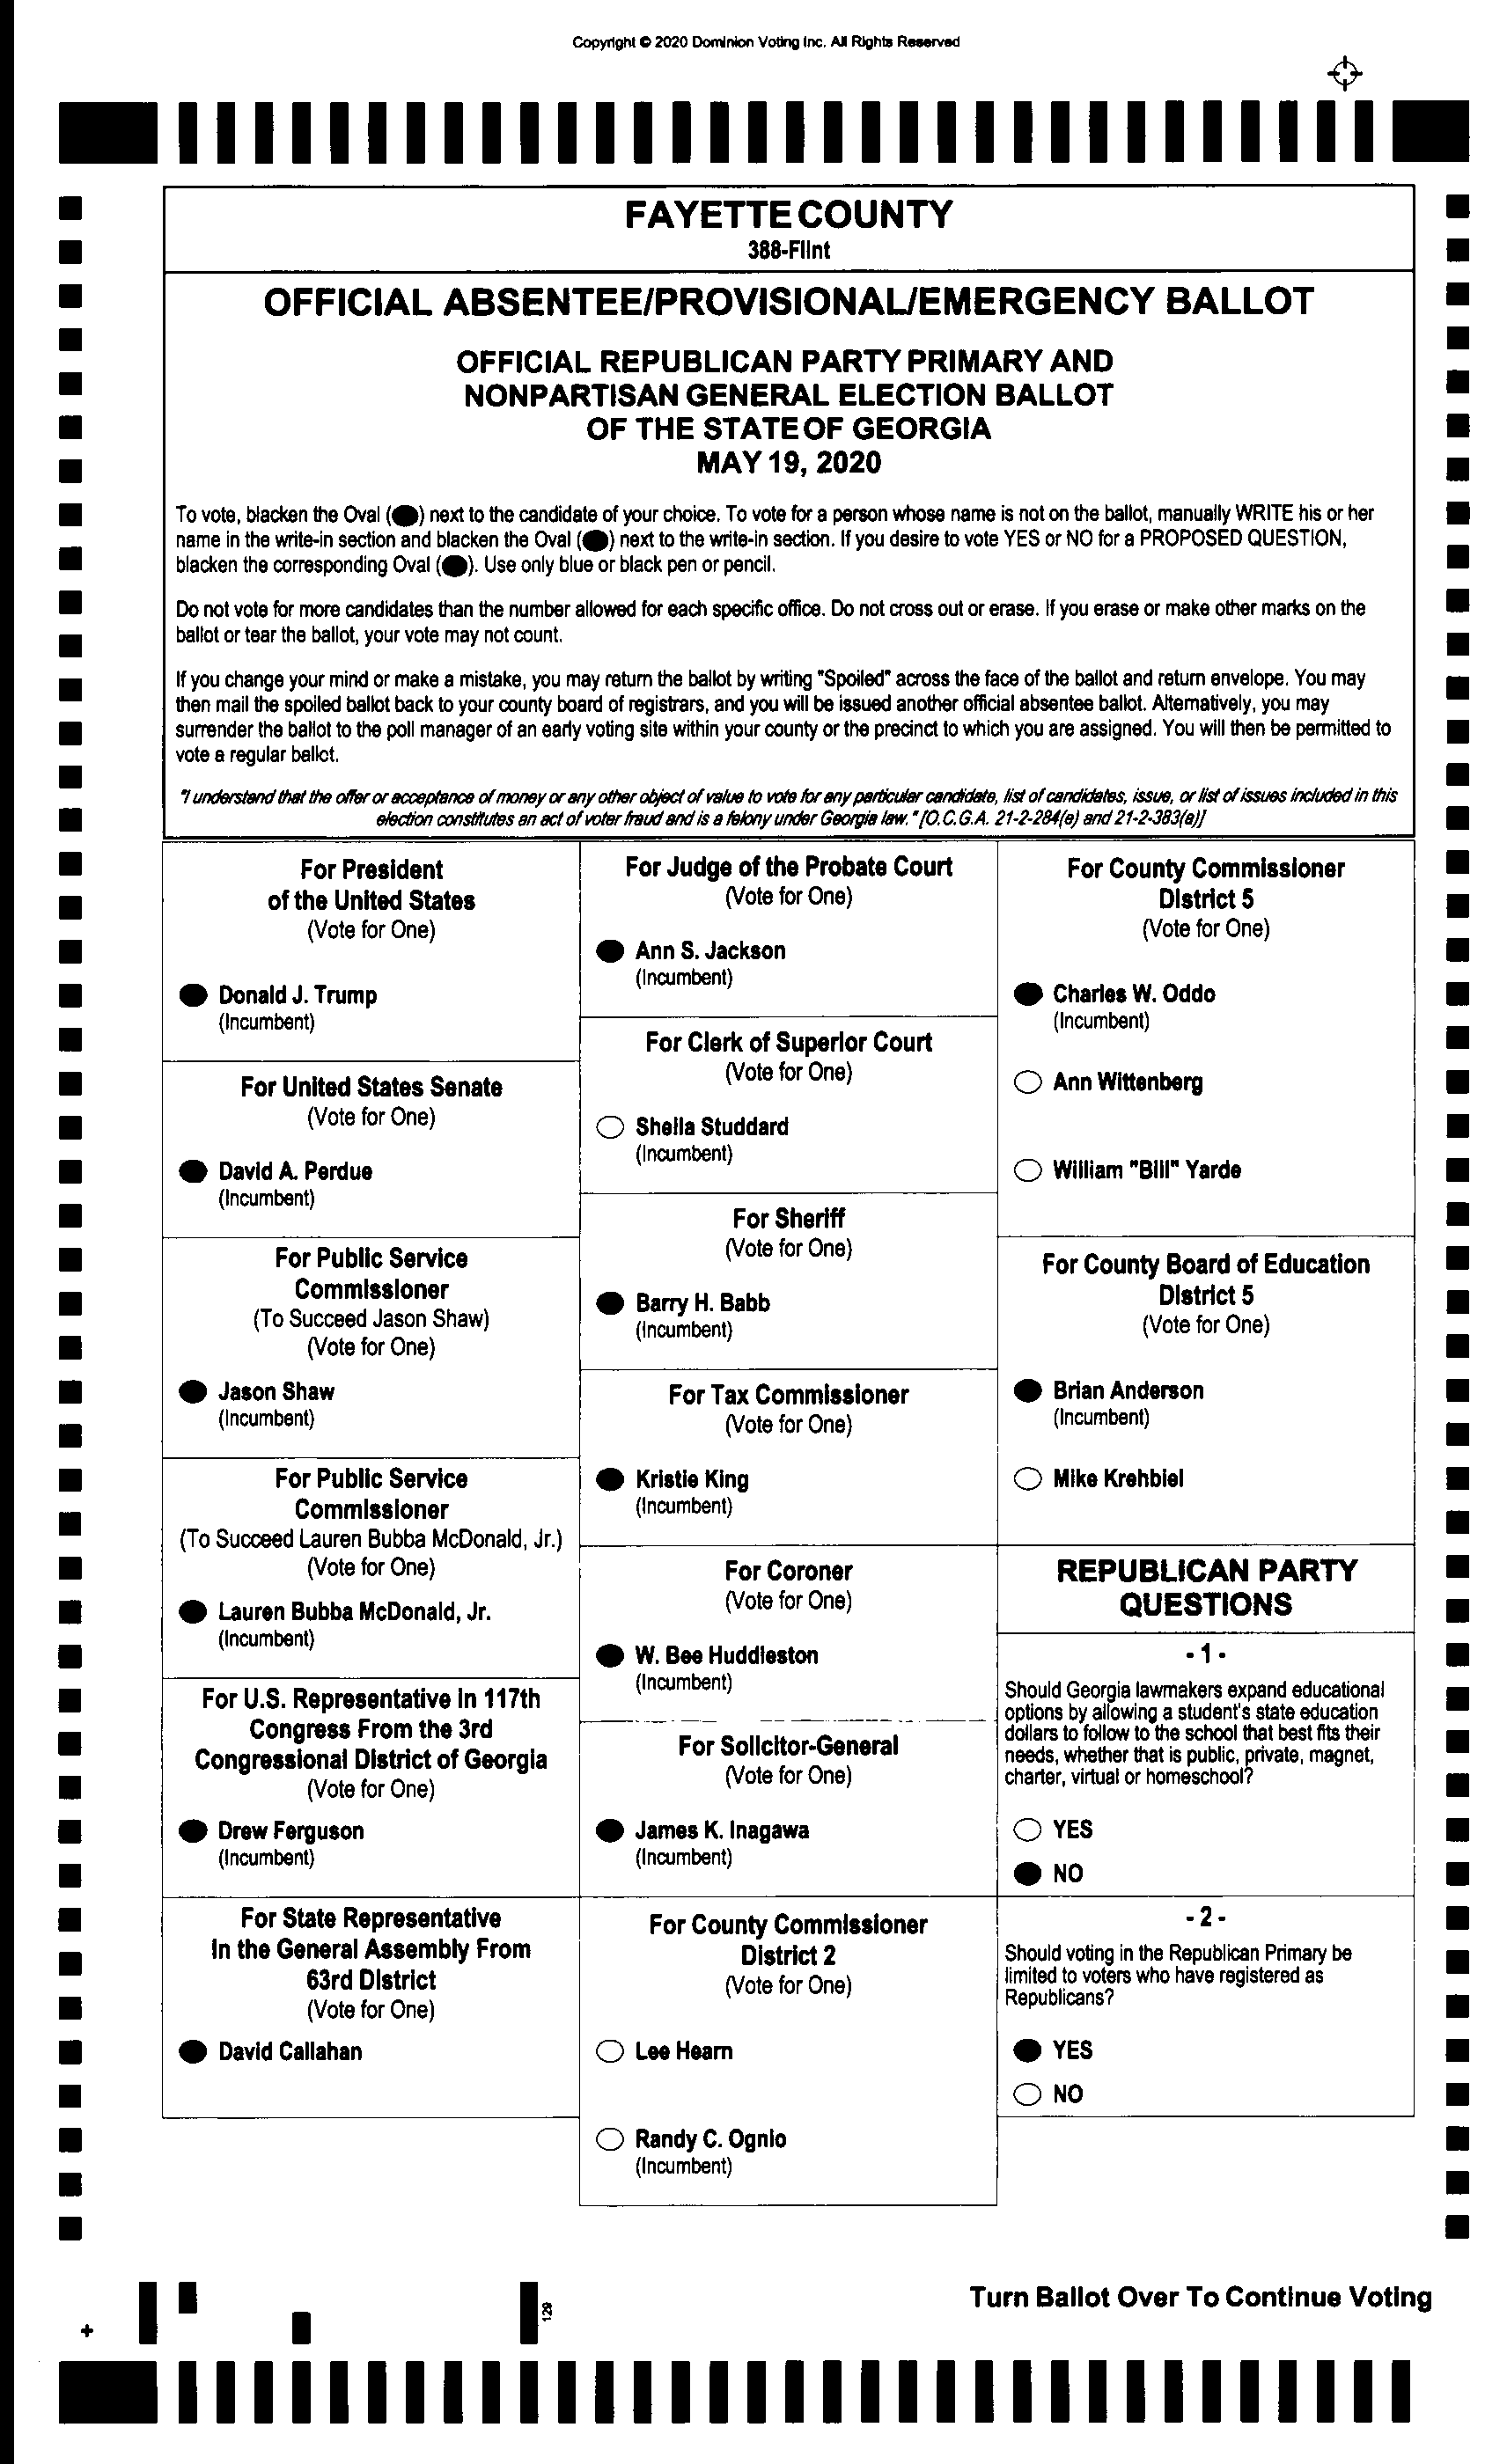 Copyright © 2020 Dominion Voting Inc. All Rights Reserved
FAYETTE COUNTY
388-Flint
OFFICIAL ABSENTEE/PROVISIONAL/EMERGENCY BALLOT
OFFICIAL REPUBLICAN PARTY PRIMARY AND
NONPARTISAN GENERAL ELECTION BALLOT
OF THE STATE OF GEORGIA
MAY 19, 2020
To vote, blacken the Oval ( ) next to the candidate of your choice. To vote for a person whose name is not on the ballot, manually WRITE his or her
name in the write-in section and blacken the Oval ( ) next to the write-in section. If you desire to vote YES or NO for a PROPOSED QUESTION,
blacken the corresponding Oval ( ). Use only blue or black pen or pencil.
Do not vote for more candidates than the number allowed for each specific office. Do not cross out or erase. If you erase or make other marks on the
ballot or tear the ballot, your vote may not count.
If you change your mind or make a mistake, you may return the ballot by writing "Spoiled" across the face of the ballot and return envelope. You may
then mail the spoiled ballot back to your county board of registrars, and you will be issued another official absentee ballot. Alternatively, you may
surrender the ballot to the poll manager of an early voting site within your county or the precinct to which you are assigned. You will then be permitted to
vote a regular ballot.
"I understand that the offer or acceptance of money or any other object of value to vote for any particular candidate, list of candidates, issue, or list of issues included in this
election constitutes an act of voter fraud and is a felony under Georgia law." [O.C.G.A. 21-2-284(e) and 21-2-383(a)]
For President
of the United States
(Vote for One)
Donald J. Trump
(Incumbent)
For United States Senate
(Vote for One)
David A. Perdue
(Incumbent)
For Public Service
Commissioner
(To Succeed Jason Shaw)
(Vote for One)
Jason Shaw
(Incumbent)
For Public Service
Commissioner
(To Succeed Lauren Bubba McDonald, Jr.)
(Vote for One)
Lauren Bubba McDonald, Jr.
(Incumbent)
For U.S. Representative in 117th
Congress From the 3rd
Congressional District of Georgia
(Vote for One)
Drew Ferguson
(Incumbent)
For State Representative
In the General Assembly From
63rd District
(Vote for One)
David Callahan
For Judge of the Probate Court
(Vote for One)
Ann S. Jackson
(Incumbent)
For Clerk of Superior Court
(Vote for One)
Sheila Studdard
(Incumbent)
For Sheriff
(Vote for One)
Barry H. Babb
(Incumbent)
For Tax Commissioner
(Vote for One)
Kristie King
(Incumbent)
For Coroner
(Vote for One)
W. Bee Huddleston
(Incumbent)
For Solicitor-General
(Vote for One)
James K. Inagawa
(Incumbent)
For County Commissioner
District 2
(Vote for One)
Lee Hearn
Randy C. Ognio
(Incumbent)
For County Commissioner
District 5
(Vote for One)
Charles W. Oddo
(Incumbent)
Ann Wittenberg
William "Bill" Yarde
For County Board of Education
District 5
(Vote for One)
Brian Anderson
(Incumbent)
Mike Krehbiel
REPUBLICAN PARTY
QUESTIONS
- 1 -
Should Georgia lawmakers expand educational
options by allowing a student's state education
dollars to follow to the school that best fits their
needs, whether that is public, private, magnet,
charter, virtual or homeschool?
YES
NO
- 2 -
Should voting in the Republican Primary be
limited to voters who have registered as
Republicans?
YES
NO
Turn Ballot Over To Continue Voting
129
+